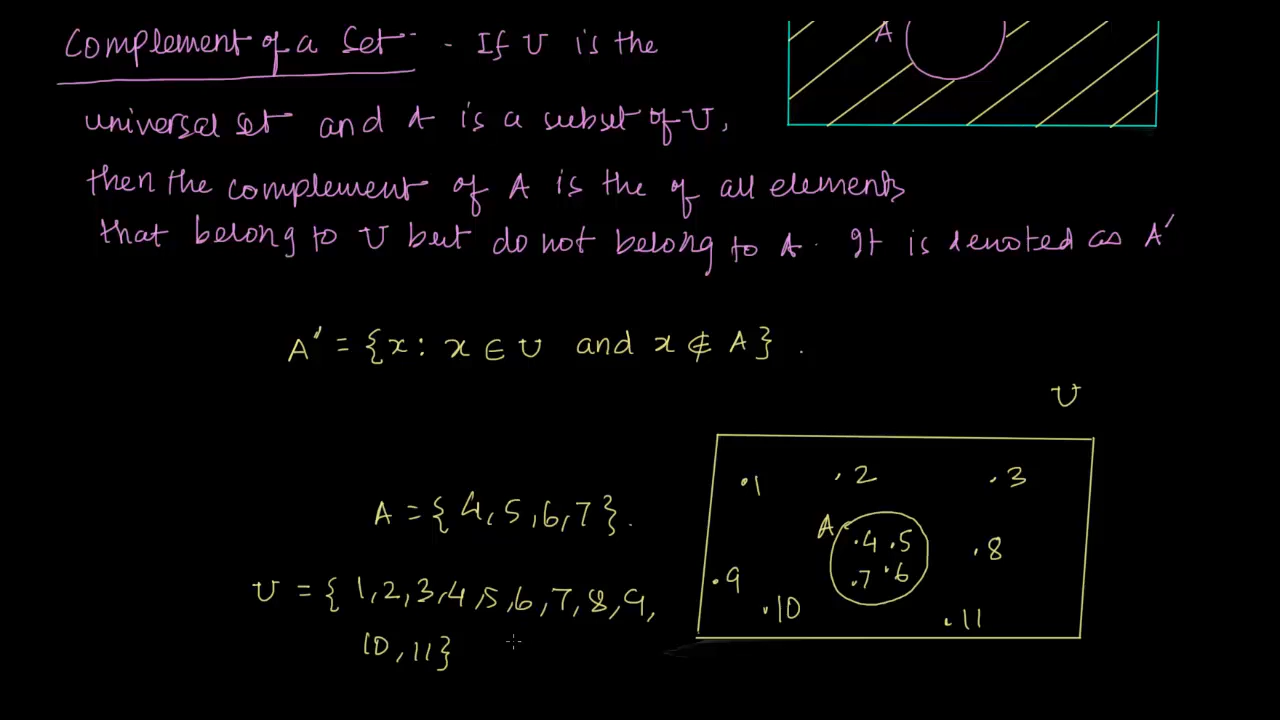 Complement of a Set - If U is the
A
universal set and A is a subset of U,
then the complement of A is the of all elements
that belong to U but do not belong to A. It is denoted as A'
A' = {x : x ∈ U and x ∉ A} .
U
.1 .2 .3
A = {4, 5, 6, 7}.
A .4 .5
.7 .6
.8
.9
.10
.11
U = {1, 2, 3, 4, 5, 6, 7, 8, 9,
10, 11}